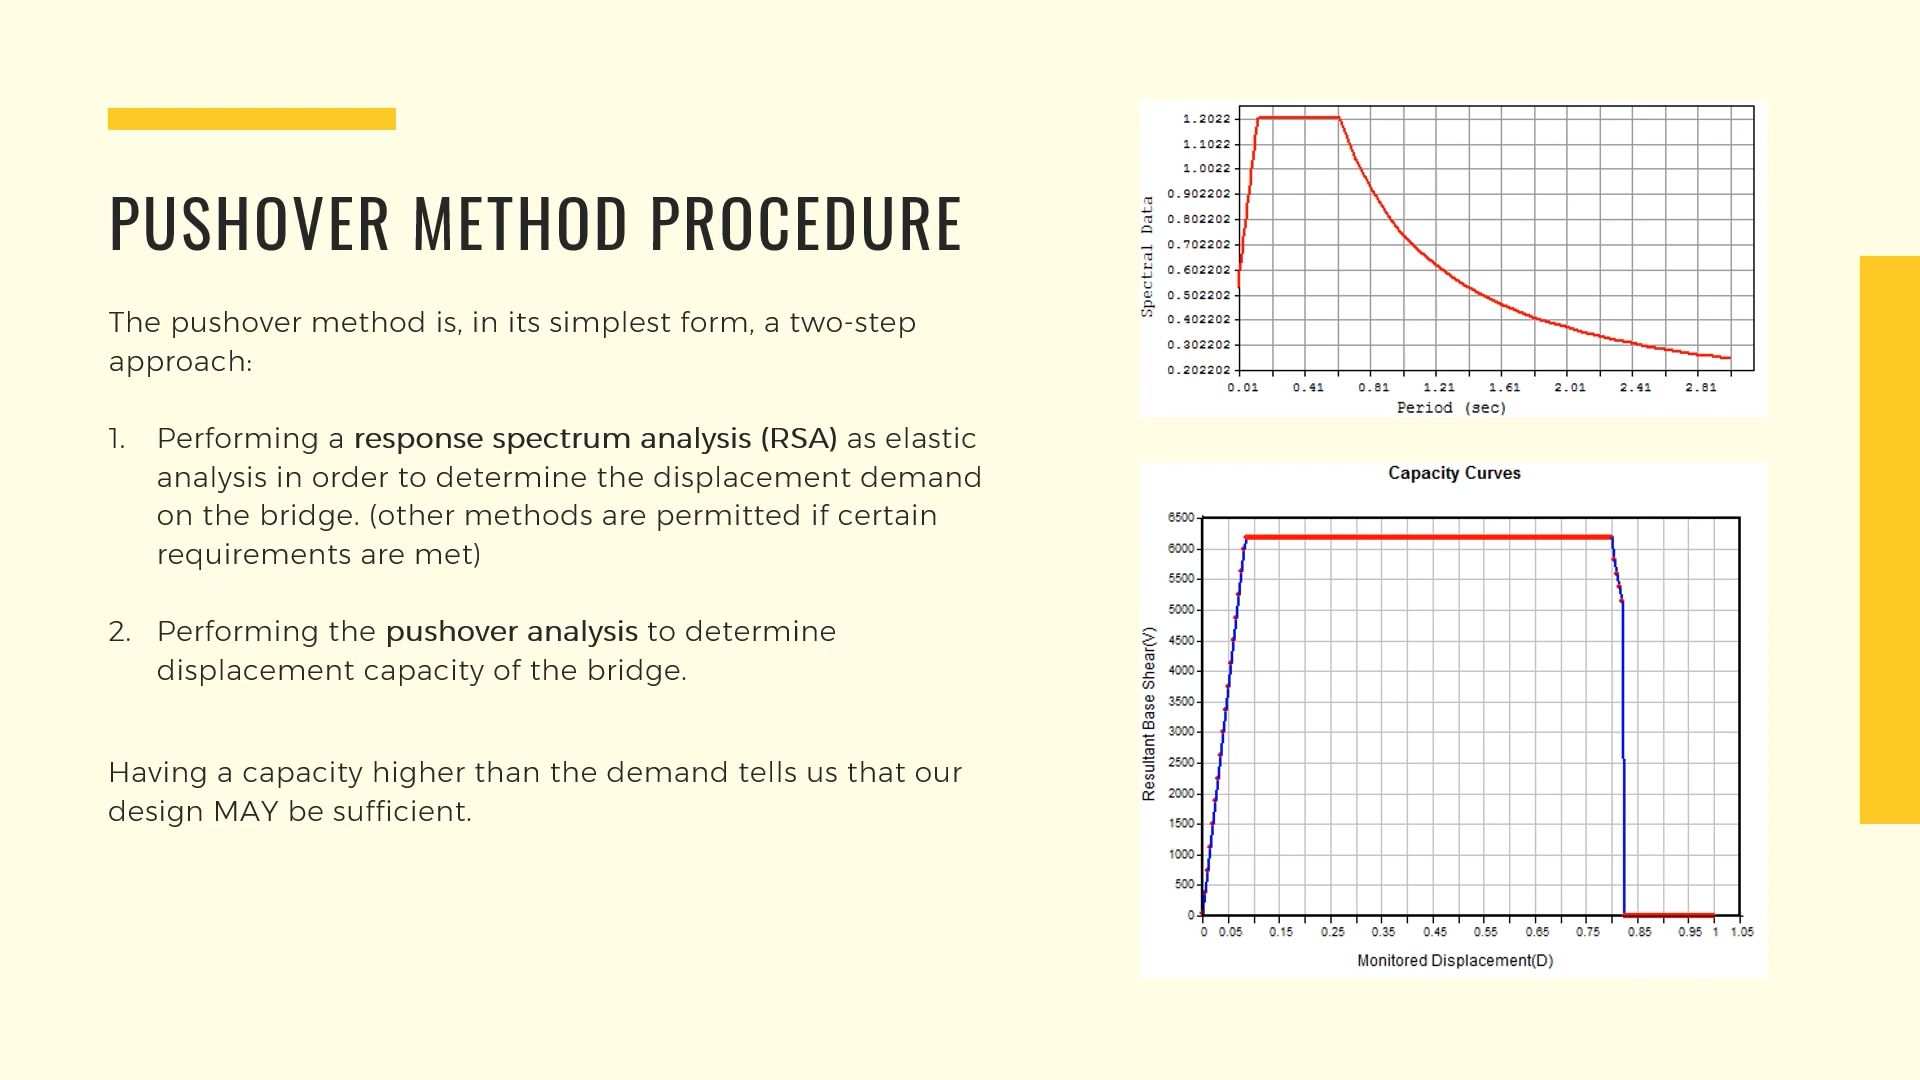 PUSHOVER METHOD PROCEDURE
The pushover method is, in its simplest form, a two-step
approach:
1. Performing a response spectrum analysis (RSA) as elastic
analysis in order to determine the displacement demand
on the bridge. (other methods are permitted if certain
requirements are met)
2. Performing the pushover analysis to determine
displacement capacity of the bridge.
Having a capacity higher than the demand tells us that our
design MAY be sufficient.
Spectral Data
1.2022
1.1022
1.0022
0.902202
0.802202
0.702202
0.602202
0.502202
0.402202
0.302202
0.202202
0.01 0.41 0.81 1.21 1.61 2.01 2.41 2.81
Period (sec)
Capacity Curves
Resultant Base Shear(V)
6500
6000
5500
5000
4500
4000
3500
3000
2500
2000
1500
1000
500
0
0 0.05 0.15 0.25 0.35 0.45 0.55 0.65 0.75 0.85 0.95 1 1.05
Monitored Displacement(D)